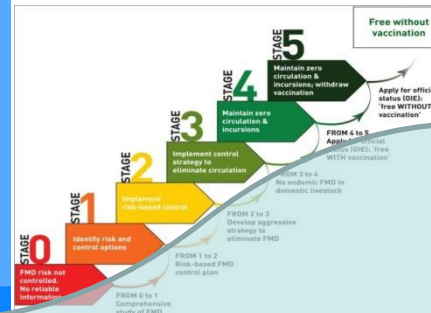 Free without
vaccination
STAGE
5
Maintain zero
circulation &
incursions; withdraw
vaccination
Apply for official
status (OIE):
'free WITHOUT
vaccination'
STAGE
4
Maintain zero
circulation &
incursions
FROM 4 to 5
Apply for official
status (OIE): 'free
WITH vaccination'
STAGE
3
Implement control
strategy to
eliminate circulation
FROM 3 to 4
No endemic FMD in
domestic livestock
STAGE
2
Implement
risk-based control
FROM 2 to 3
Develop aggressive
strategy to
eliminate FMD
STAGE
1
Identify risk and
control options
FROM 1 to 2
Risk-based FMD
control plan
STAGE
0
FMD risk not
controlled.
No reliable
information
FROM 0 to 1
Comprehensive
study of FMD